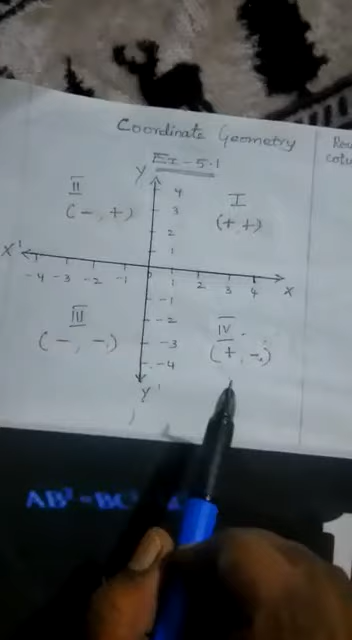 Coordinate Geometry
Ex-5.1
Y
II
(-, +)
I
(+, +)
4
3
2
1
X'
-4 -3 -2 -1 0 1 2 3 4
X
-1
-2
-3
-4
III
(-, -)
IV
(+, -)
Y'